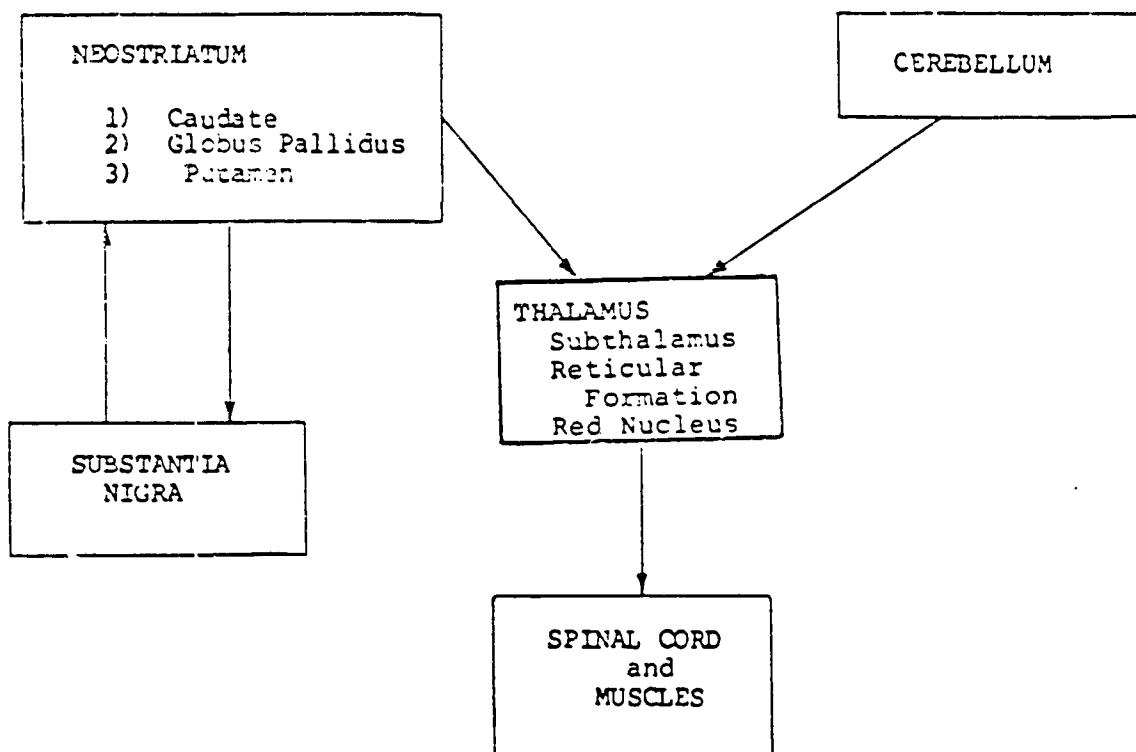 NEOSTRIATUM
1) Caudate
2) Globus Pallidus
3) Putamen
CEREBELLUM
THALAMUS
Subthalamus
Reticular
Formation
Red Nucleus
SUBSTANTIA
NIGRA
SPINAL CORD
and
MUSCLES